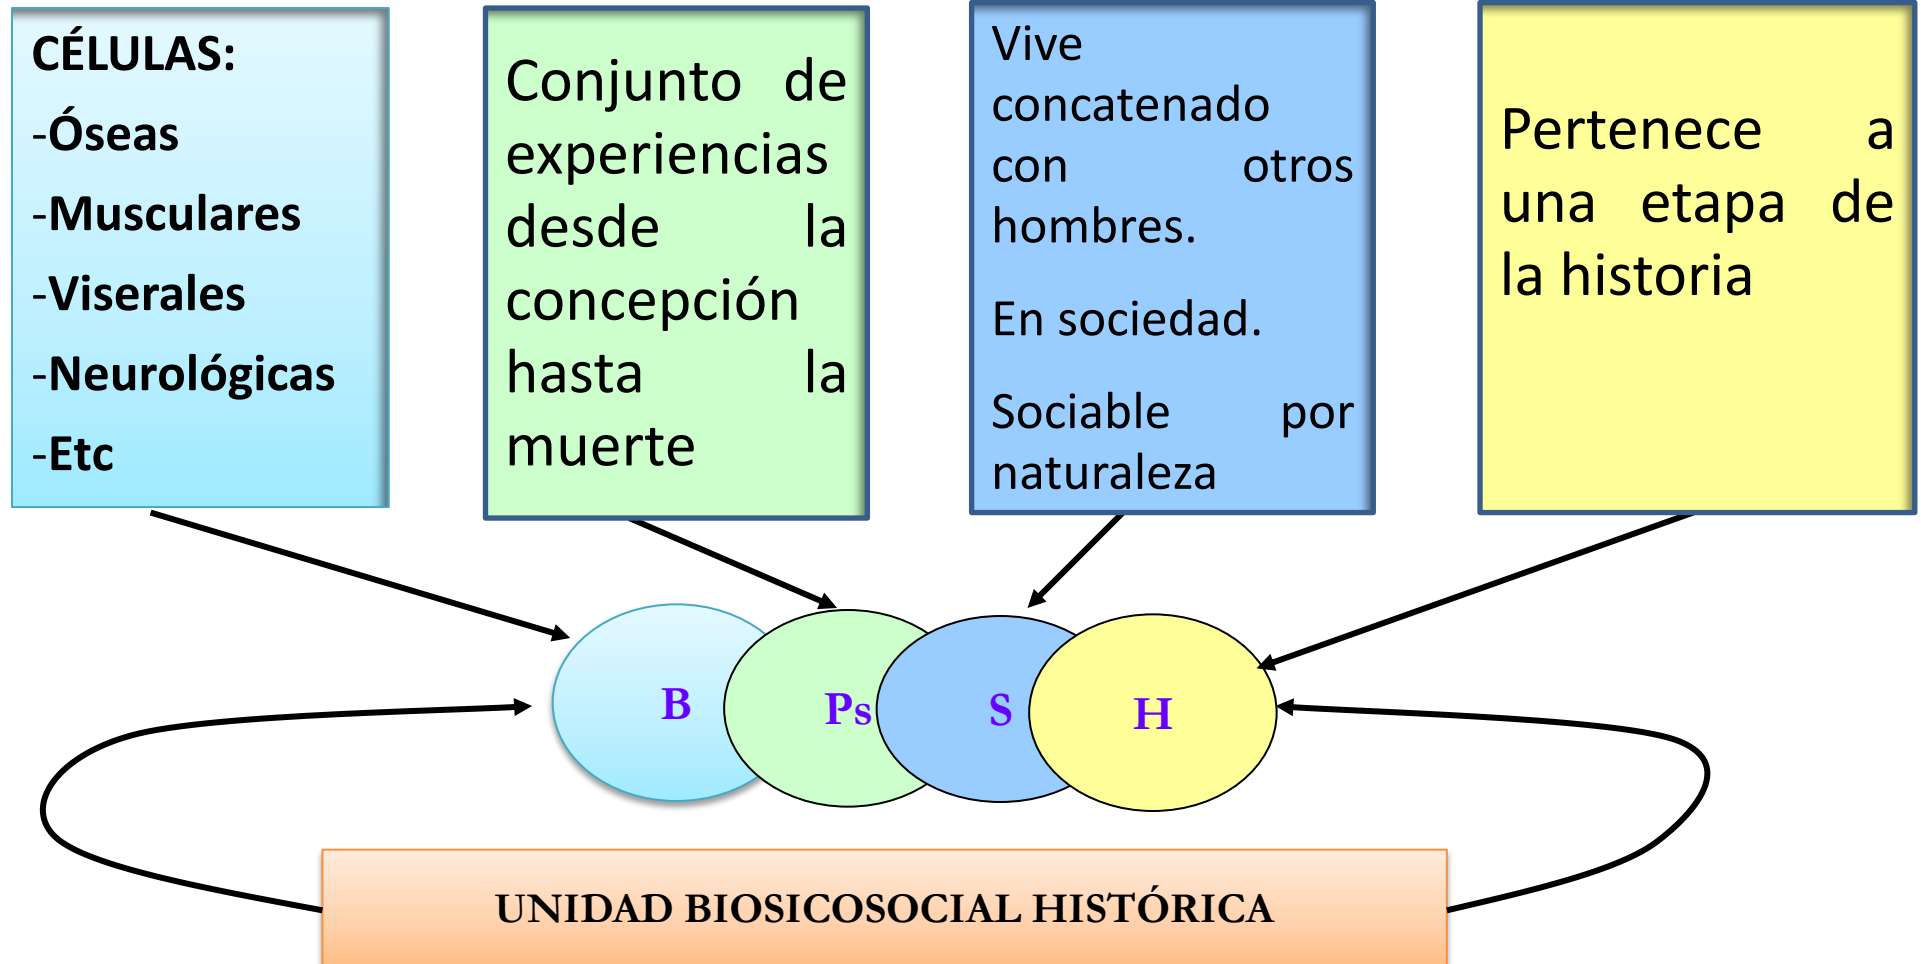 CÉLULAS:
-Óseas
-Musculares
-Viserales
-Neurológicas
-Etc
Conjunto de
experiencias
desde la
concepción
hasta la
muerte
Vive
concatenado
con otros
hombres.
En sociedad.
Sociable por
naturaleza
Pertenece a
una etapa de
la historia
B
Ps
S
H
UNIDAD BIOSICOSOCIAL HISTÓRICA